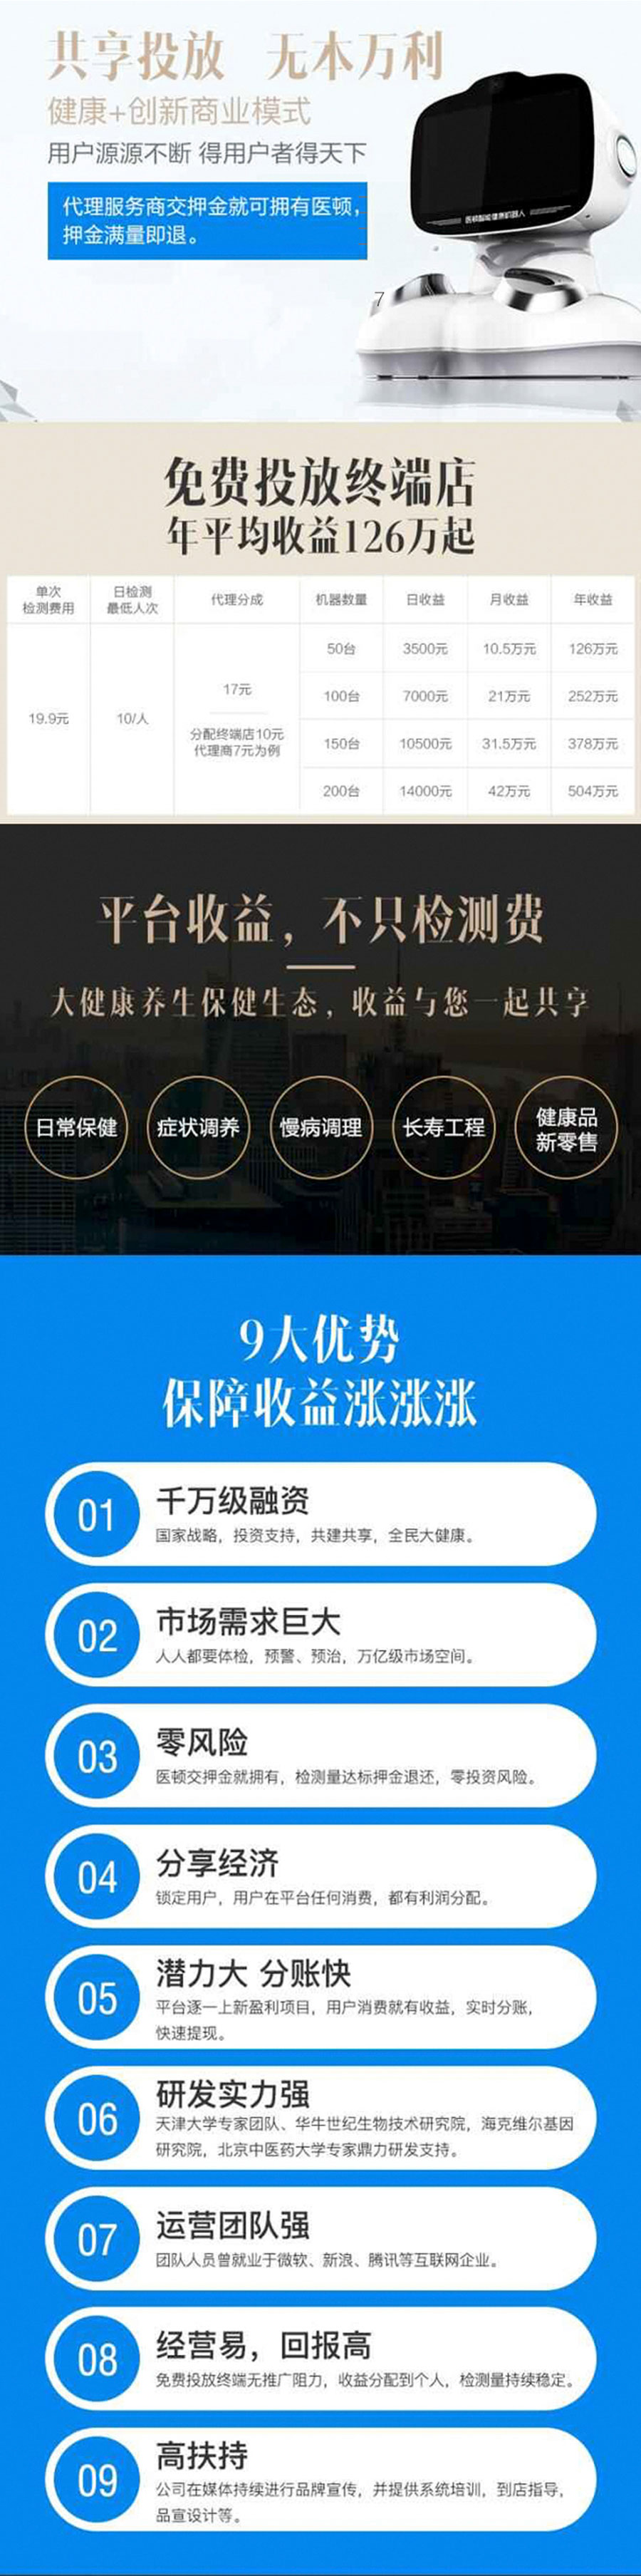 共享投放 无本万利
健康+创新商业模式
用户源源不断 得用户者得天下
代理服务商交押金就可拥有医顿，
押金满量即退。
医顿智能健康机器人
7
免费投放终端店
年平均收益126万起
单次
检测费用
日检测
最低人次
代理分成
机器数量
日收益
月收益
年收益
19.9元
10/人
17元
分配终端店10元
代理商7元为例
50台
3500元
10.5万元
126万元
100台
7000元
21万元
252万元
150台
10500元
31.5万元
378万元
200台
14000元
42万元
504万元
平台收益，不只检测费
大健康养生保健生态，收益与您一起共享
日常保健
症状调养
慢病调理
长寿工程
健康品
新零售
9大优势
保障收益涨涨涨
01
千万级融资
国家战略，投资支持，共建共享，全民大健康。
02
市场需求巨大
人人都要体检，预警、预治，万亿级市场空间。
03
零风险
医顿交押金就拥有，检测量达标押金退还，零投资风险。
04
分享经济
锁定用户，用户在平台任何消费，都有利润分配。
05
潜力大 分账快
平台逐一上新盈利项目，用户消费就有收益，实时分账，
快速提现。
06
研发实力强
天津大学专家团队、华牛世纪生物技术研究院，海克维尔基因
研究院，北京中医药大学专家鼎力研发支持。
07
运营团队强
团队人员曾就业于微软、新浪、腾讯等互联网企业。
08
经营易，回报高
免费投放终端无推广阻力，收益分配到个人，检测量持续稳定。
09
高扶持
公司在媒体持续进行品牌宣传，并提供系统培训，到店指导，
品宣设计等。